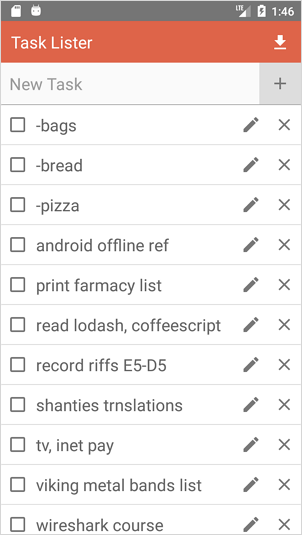 LTE 1:46
Task Lister
New Task
-bags
-bread
-pizza
android offline ref
print farmacy list
read lodash, coffeescript
record riffs E5-D5
shanties trnslations
tv, inet pay
viking metal bands list
wireshark course